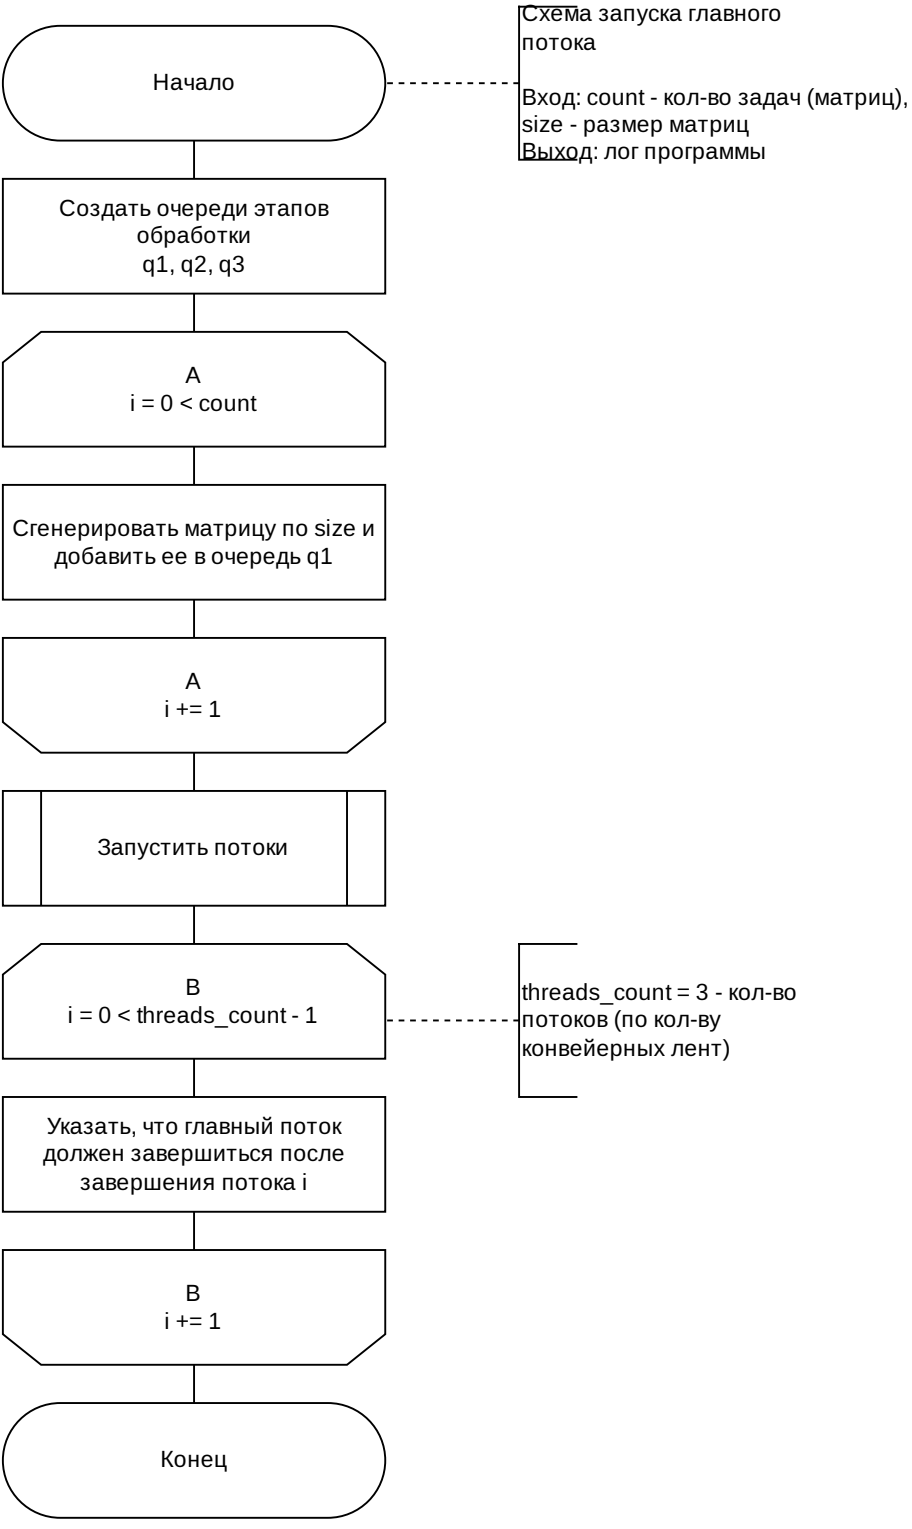 Начало
Схема запуска главного
потока
Вход: count - кол-во задач (матриц),
size - размер матриц
Выход: лог программы
Создать очереди этапов
обработки
q1, q2, q3
A
i = 0 < count
Сгенерировать матрицу по size и
добавить ее в очередь q1
A
i += 1
Запустить потоки
B
i = 0 < threads_count - 1
threads_count = 3 - кол-во
потоков (по кол-ву
конвейерных лент)
Указать, что главный поток
должен завершиться после
завершения потока i
B
i += 1
Конец